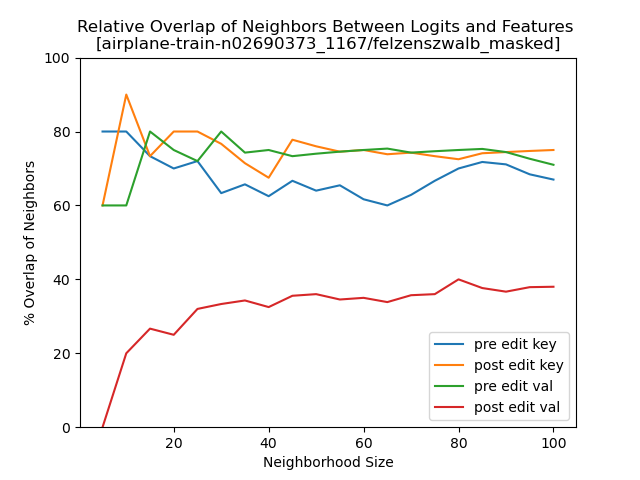 Relative Overlap of Neighbors Between Logits and Features
[airplane-train-n02690373_1167/felzenszwalb_masked]
% Overlap of Neighbors
100
80
60
40
20
0
20 40 60 80 100
Neighborhood Size
pre edit key
post edit key
pre edit val
post edit val